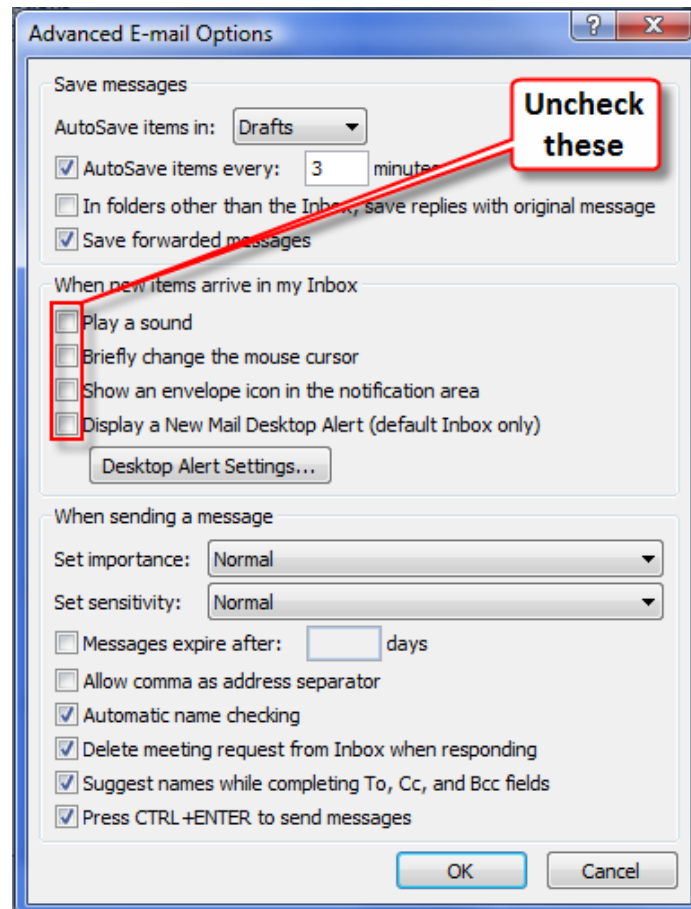 Advanced E-mail Options
Save messages
Uncheck
these
AutoSave items in: Drafts
AutoSave items every: 3 minutes
In folders other than the Inbox, save replies with original message
Save forwarded messages
When new items arrive in my Inbox
Play a sound
Briefly change the mouse cursor
Show an envelope icon in the notification area
Display a New Mail Desktop Alert (default Inbox only)
Desktop Alert Settings...
When sending a message
Set importance: Normal
Set sensitivity: Normal
Messages expire after: days
Allow comma as address separator
Automatic name checking
Delete meeting request from Inbox when responding
Suggest names while completing To, Cc, and Bcc fields
Press CTRL+ENTER to send messages
OK Cancel